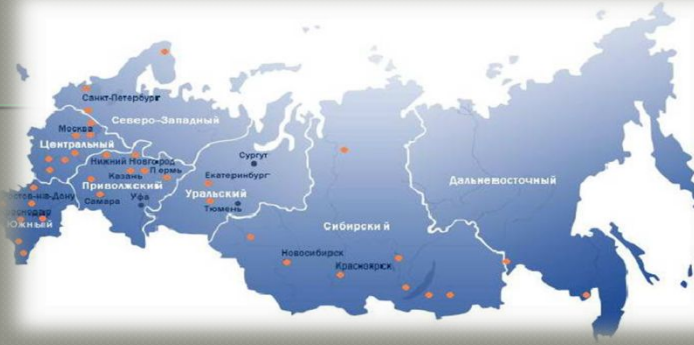 Санкт-Петербург
Северо-Западный
Москва
Центральный
Нижний Новгород
Казань
Пермь
Приволжский
Самара
Уфа
Сургут
Екатеринбург
Уральский
Тюмень
Южный
Сибирский
Новосибирск
Красноярск
Дальневосточный